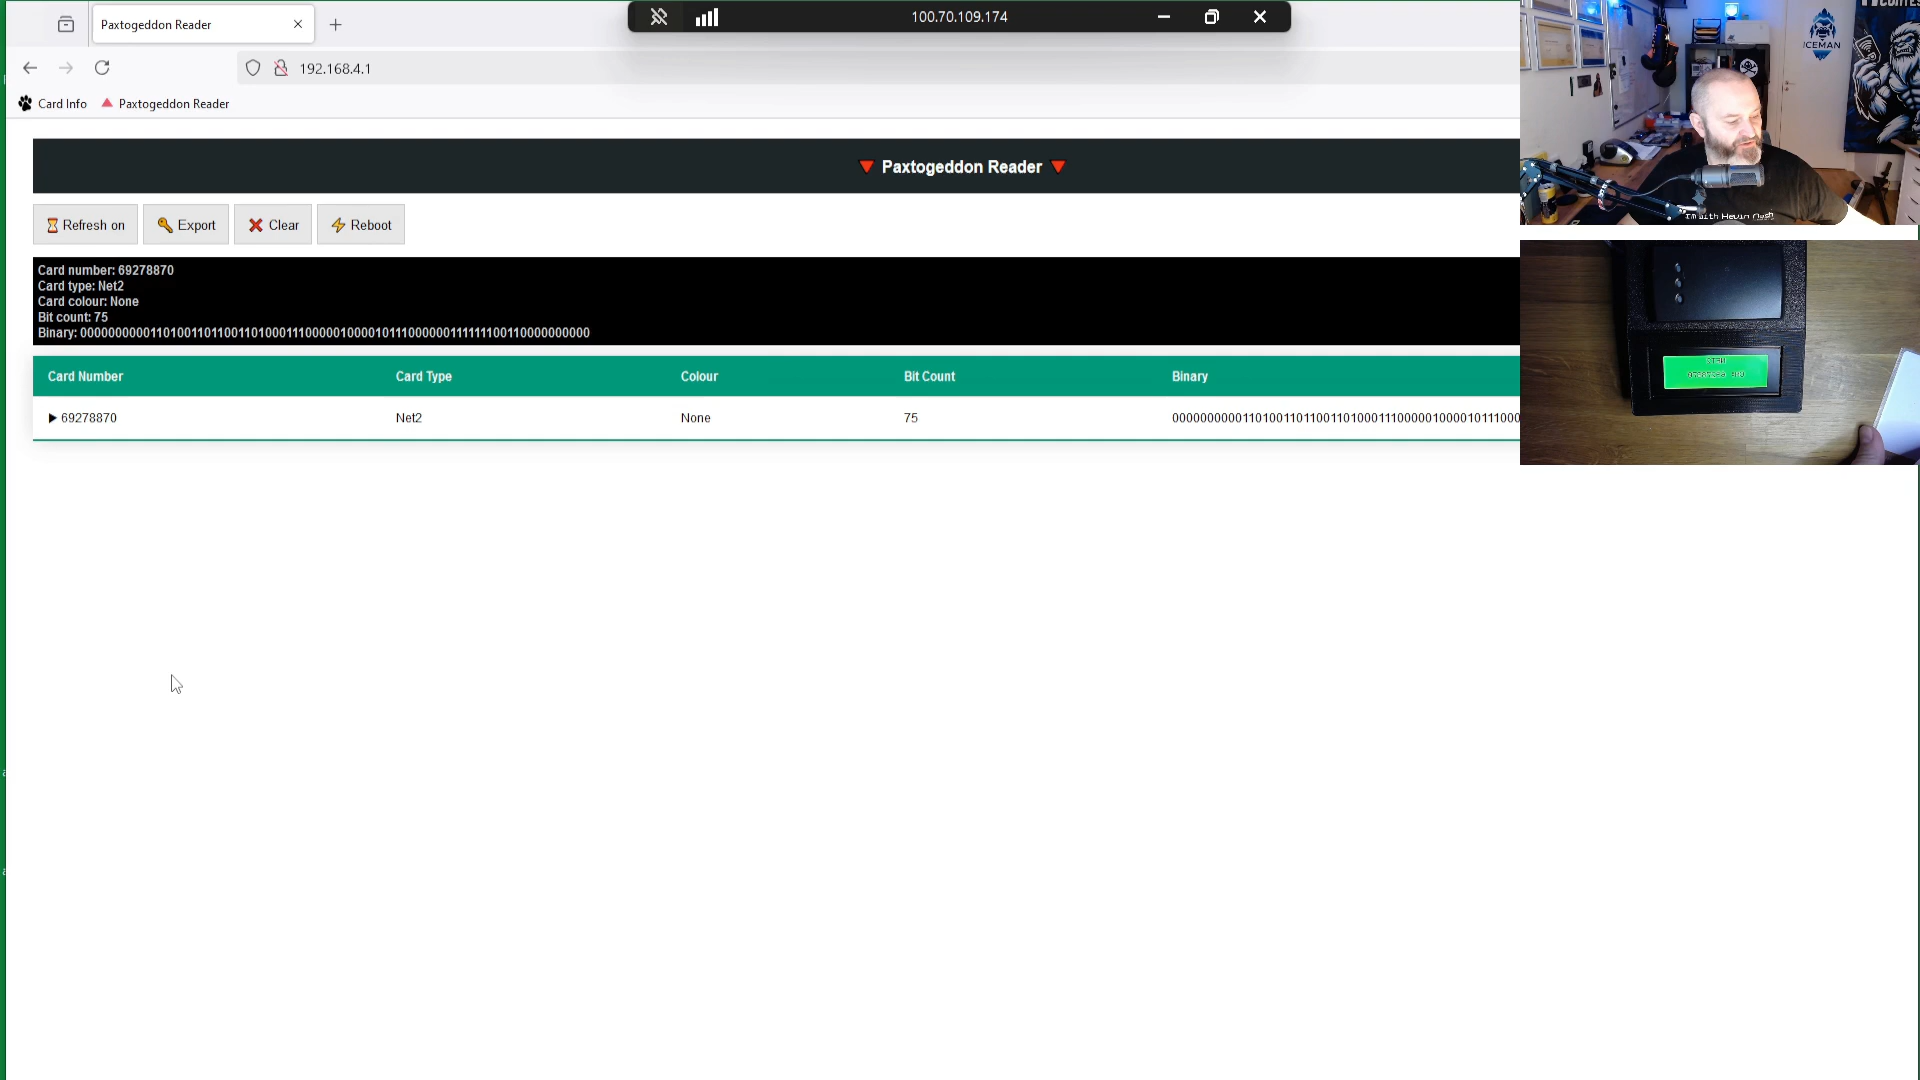 Paxtogeddon Reader
100.70.109.174
192.168.4.1
Card Info
Paxtogeddon Reader
Paxtogeddon Reader
Refresh on
Export
Clear
Reboot
Card number: 69278870
Card type: Net2
Card colour: None
Bit count: 75
Binary: 000000000011010011011001101000111000001000010111000000111111100110000000000
Card Number Card Type Colour Bit Count Binary
69278870 Net2 None 75 00000000001101001101100110100011100000100001011100
ICEMAN